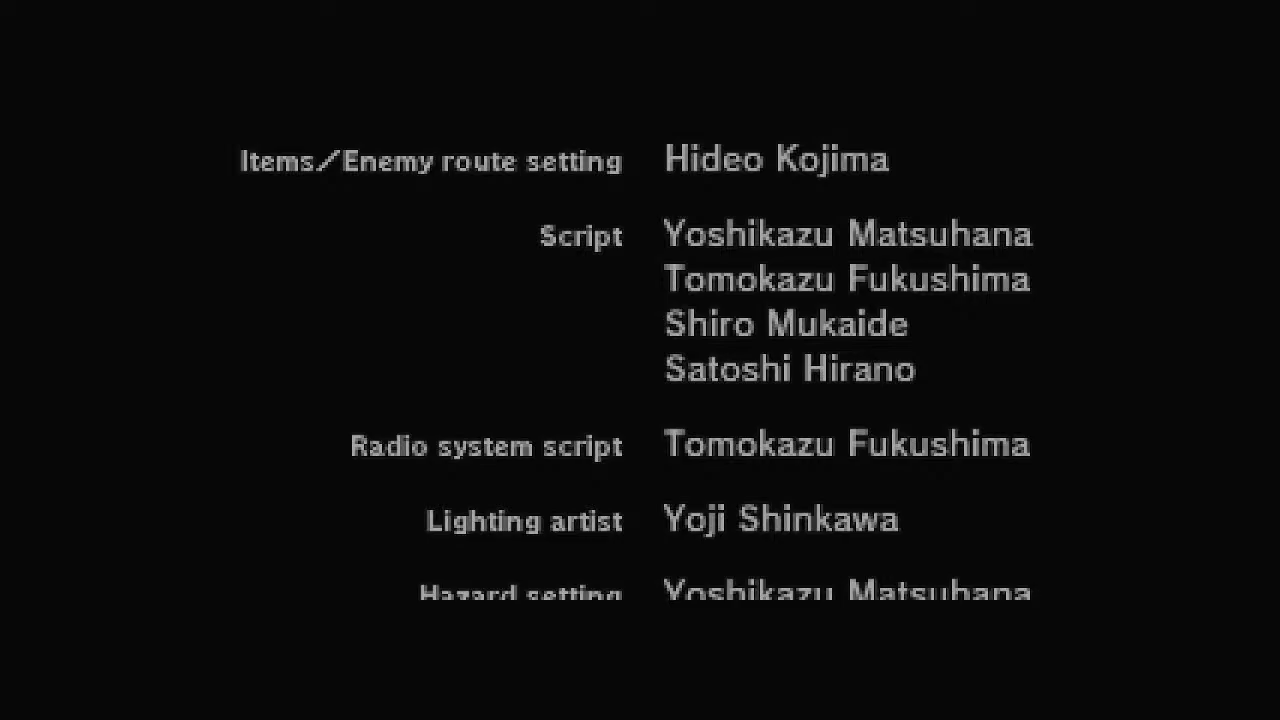 Items／Enemy route setting Hideo Kojima
Script Yoshikazu Matsuhana
Tomokazu Fukushima
Shiro Mukaide
Satoshi Hirano
Radio system script Tomokazu Fukushima
Lighting artist Yoji Shinkawa
Hazard setting Yoshikazu Matsuhana